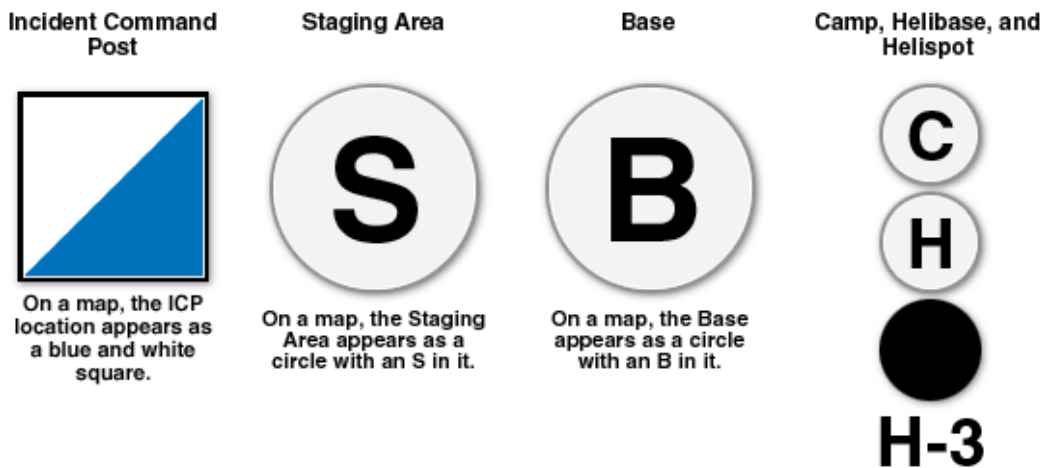 Incident Command
Post
Staging Area
Base
Camp, Helibase, and
Helispot
S
B
C
H
H-3
On a map, the ICP
location appears as
a blue and white
square.
On a map, the Staging
Area appears as a
circle with an S in it.
On a map, the Base
appears as a circle
with an B in it.